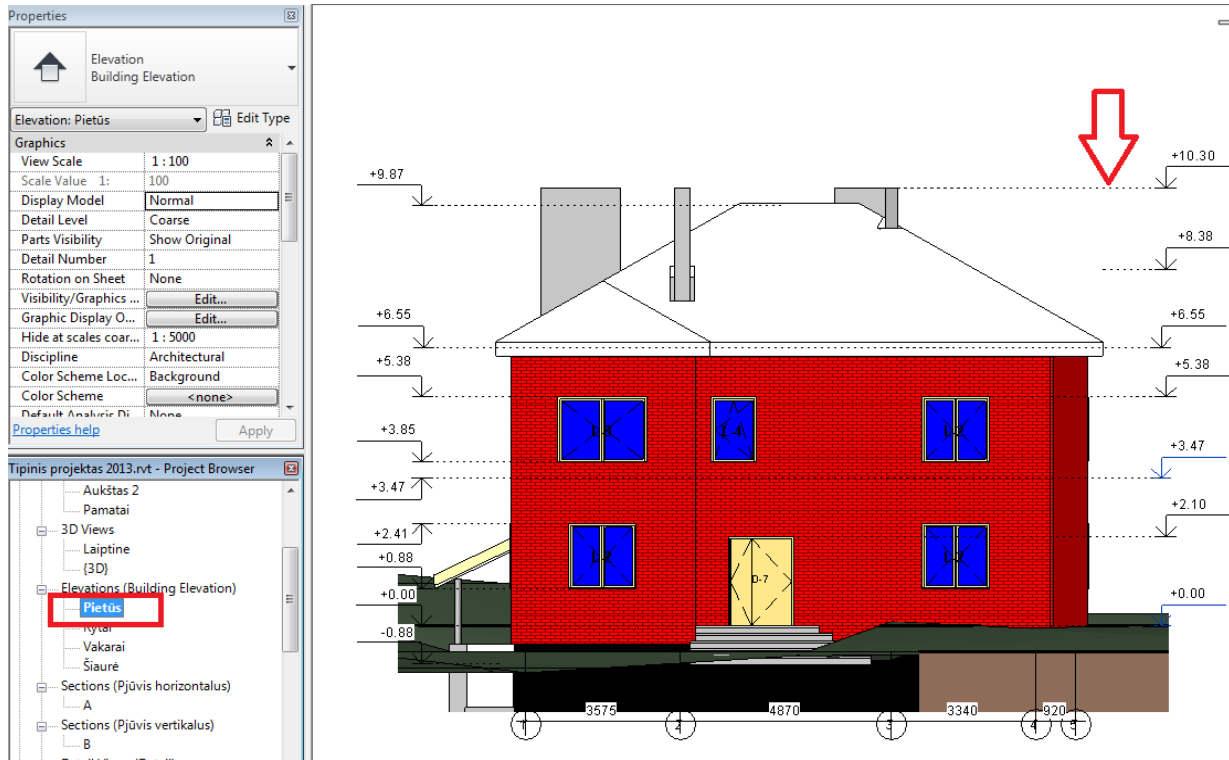 Properties
Elevation
Building Elevation
Elevation: Pietūs
Edit Type
Graphics
View Scale 1 : 100
Scale Value 1: 100
Display Model Normal
Detail Level Coarse
Parts Visibility Show Original
Detail Number 1
Rotation on Sheet None
Visibility/Graphics ... Edit...
Graphic Display O... Edit...
Hide at scales coar... 1 : 5000
Discipline Architectural
Color Scheme Loc... Background
Color Scheme <none>
Default Analysis Di... None
Properties help
Apply
Tipinis projektas 2013.rvt - Project Browser
Aukštas 2
Pamatai
3D Views
Laiptine
{3D}
Elevations (Building Elevation)
Pietūs
Rytai
Vakarai
Šiaurė
Sections (Pjūvis horizontalus)
A
Sections (Pjūvis vertikalus)
B
+9.87
+6.55
+5.38
+3.85
+3.47
+2.41
+0.88
+0.00
-0.88
+10.30
+8.38
+6.55
+5.38
+3.47
+2.10
+0.00
D-7
3575
4870
3340
920
1
2
3
4
5